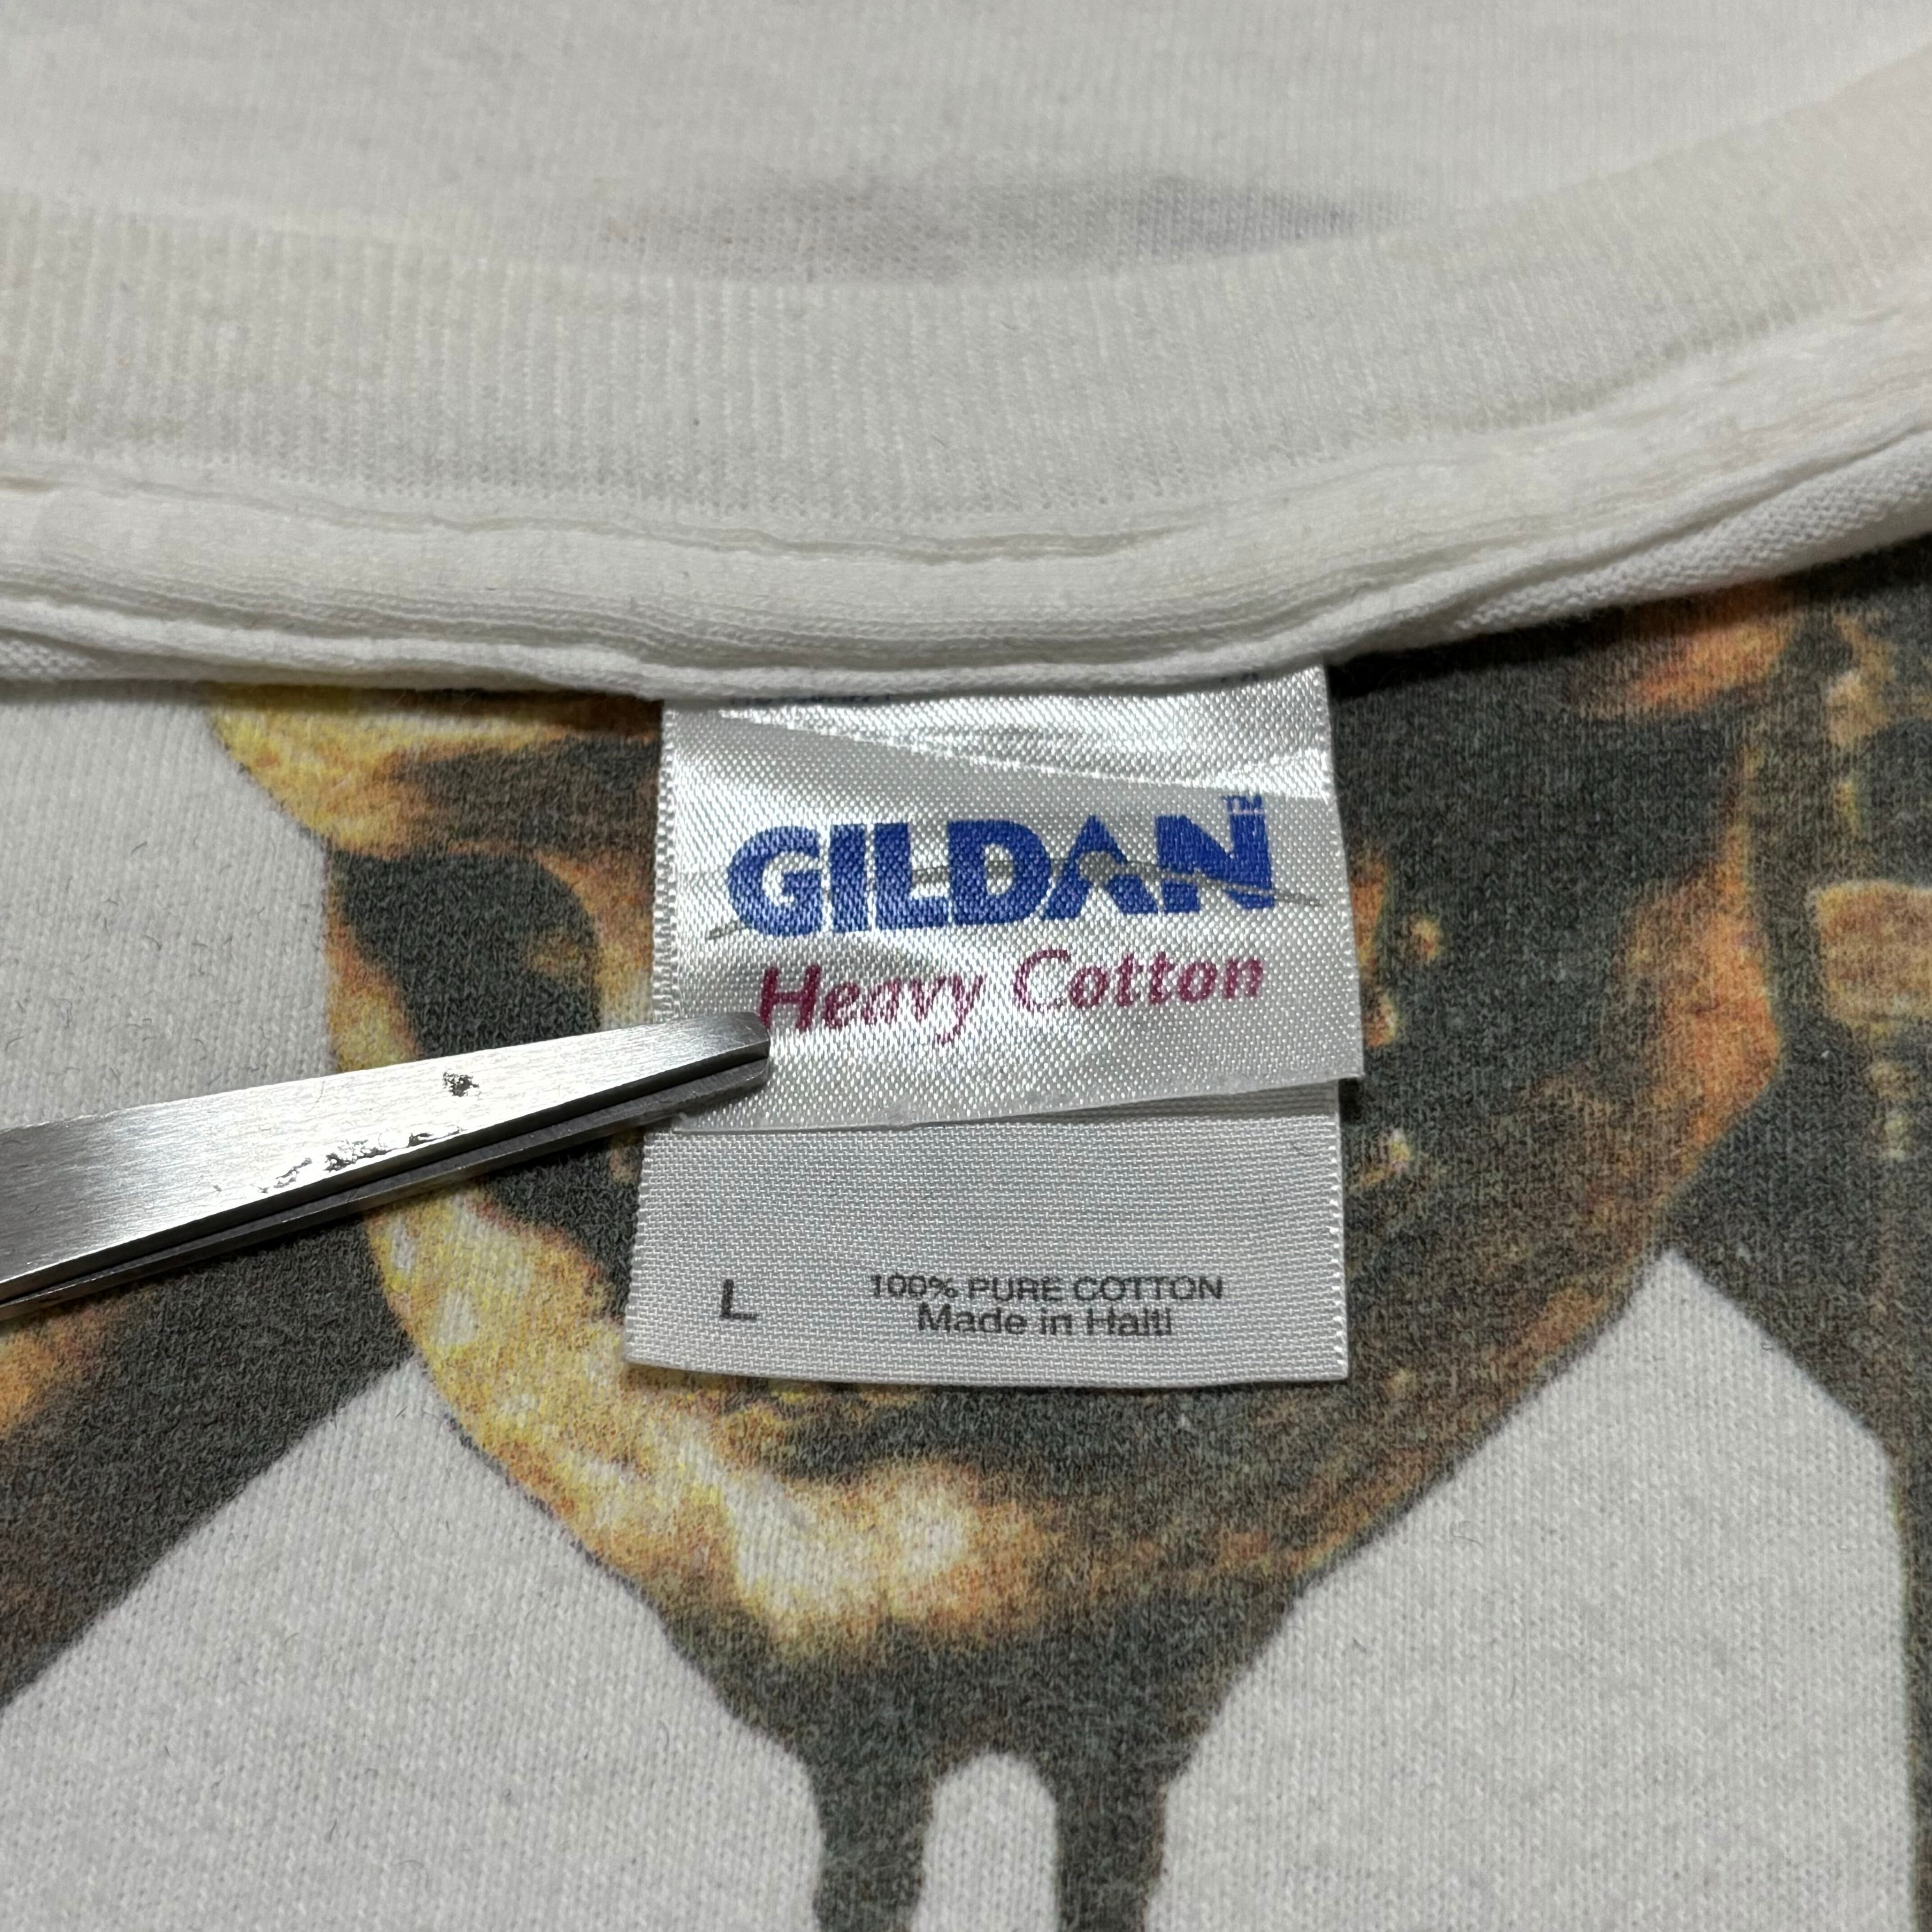 GILDAN™
Heavy Cotton
L 100% PURE COTTON
Made in Haiti